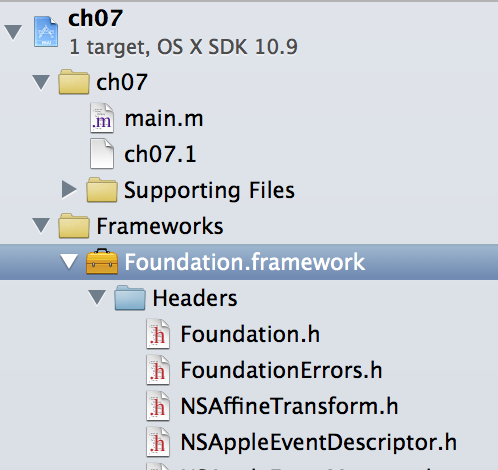 ch07
1 target, OS X SDK 10.9
ch07
.m main.m
ch07.1
Supporting Files
Frameworks
Foundation.framework
Headers
.h Foundation.h
.h FoundationErrors.h
.h NSAffineTransform.h
.h NSAppleEventDescriptor.h